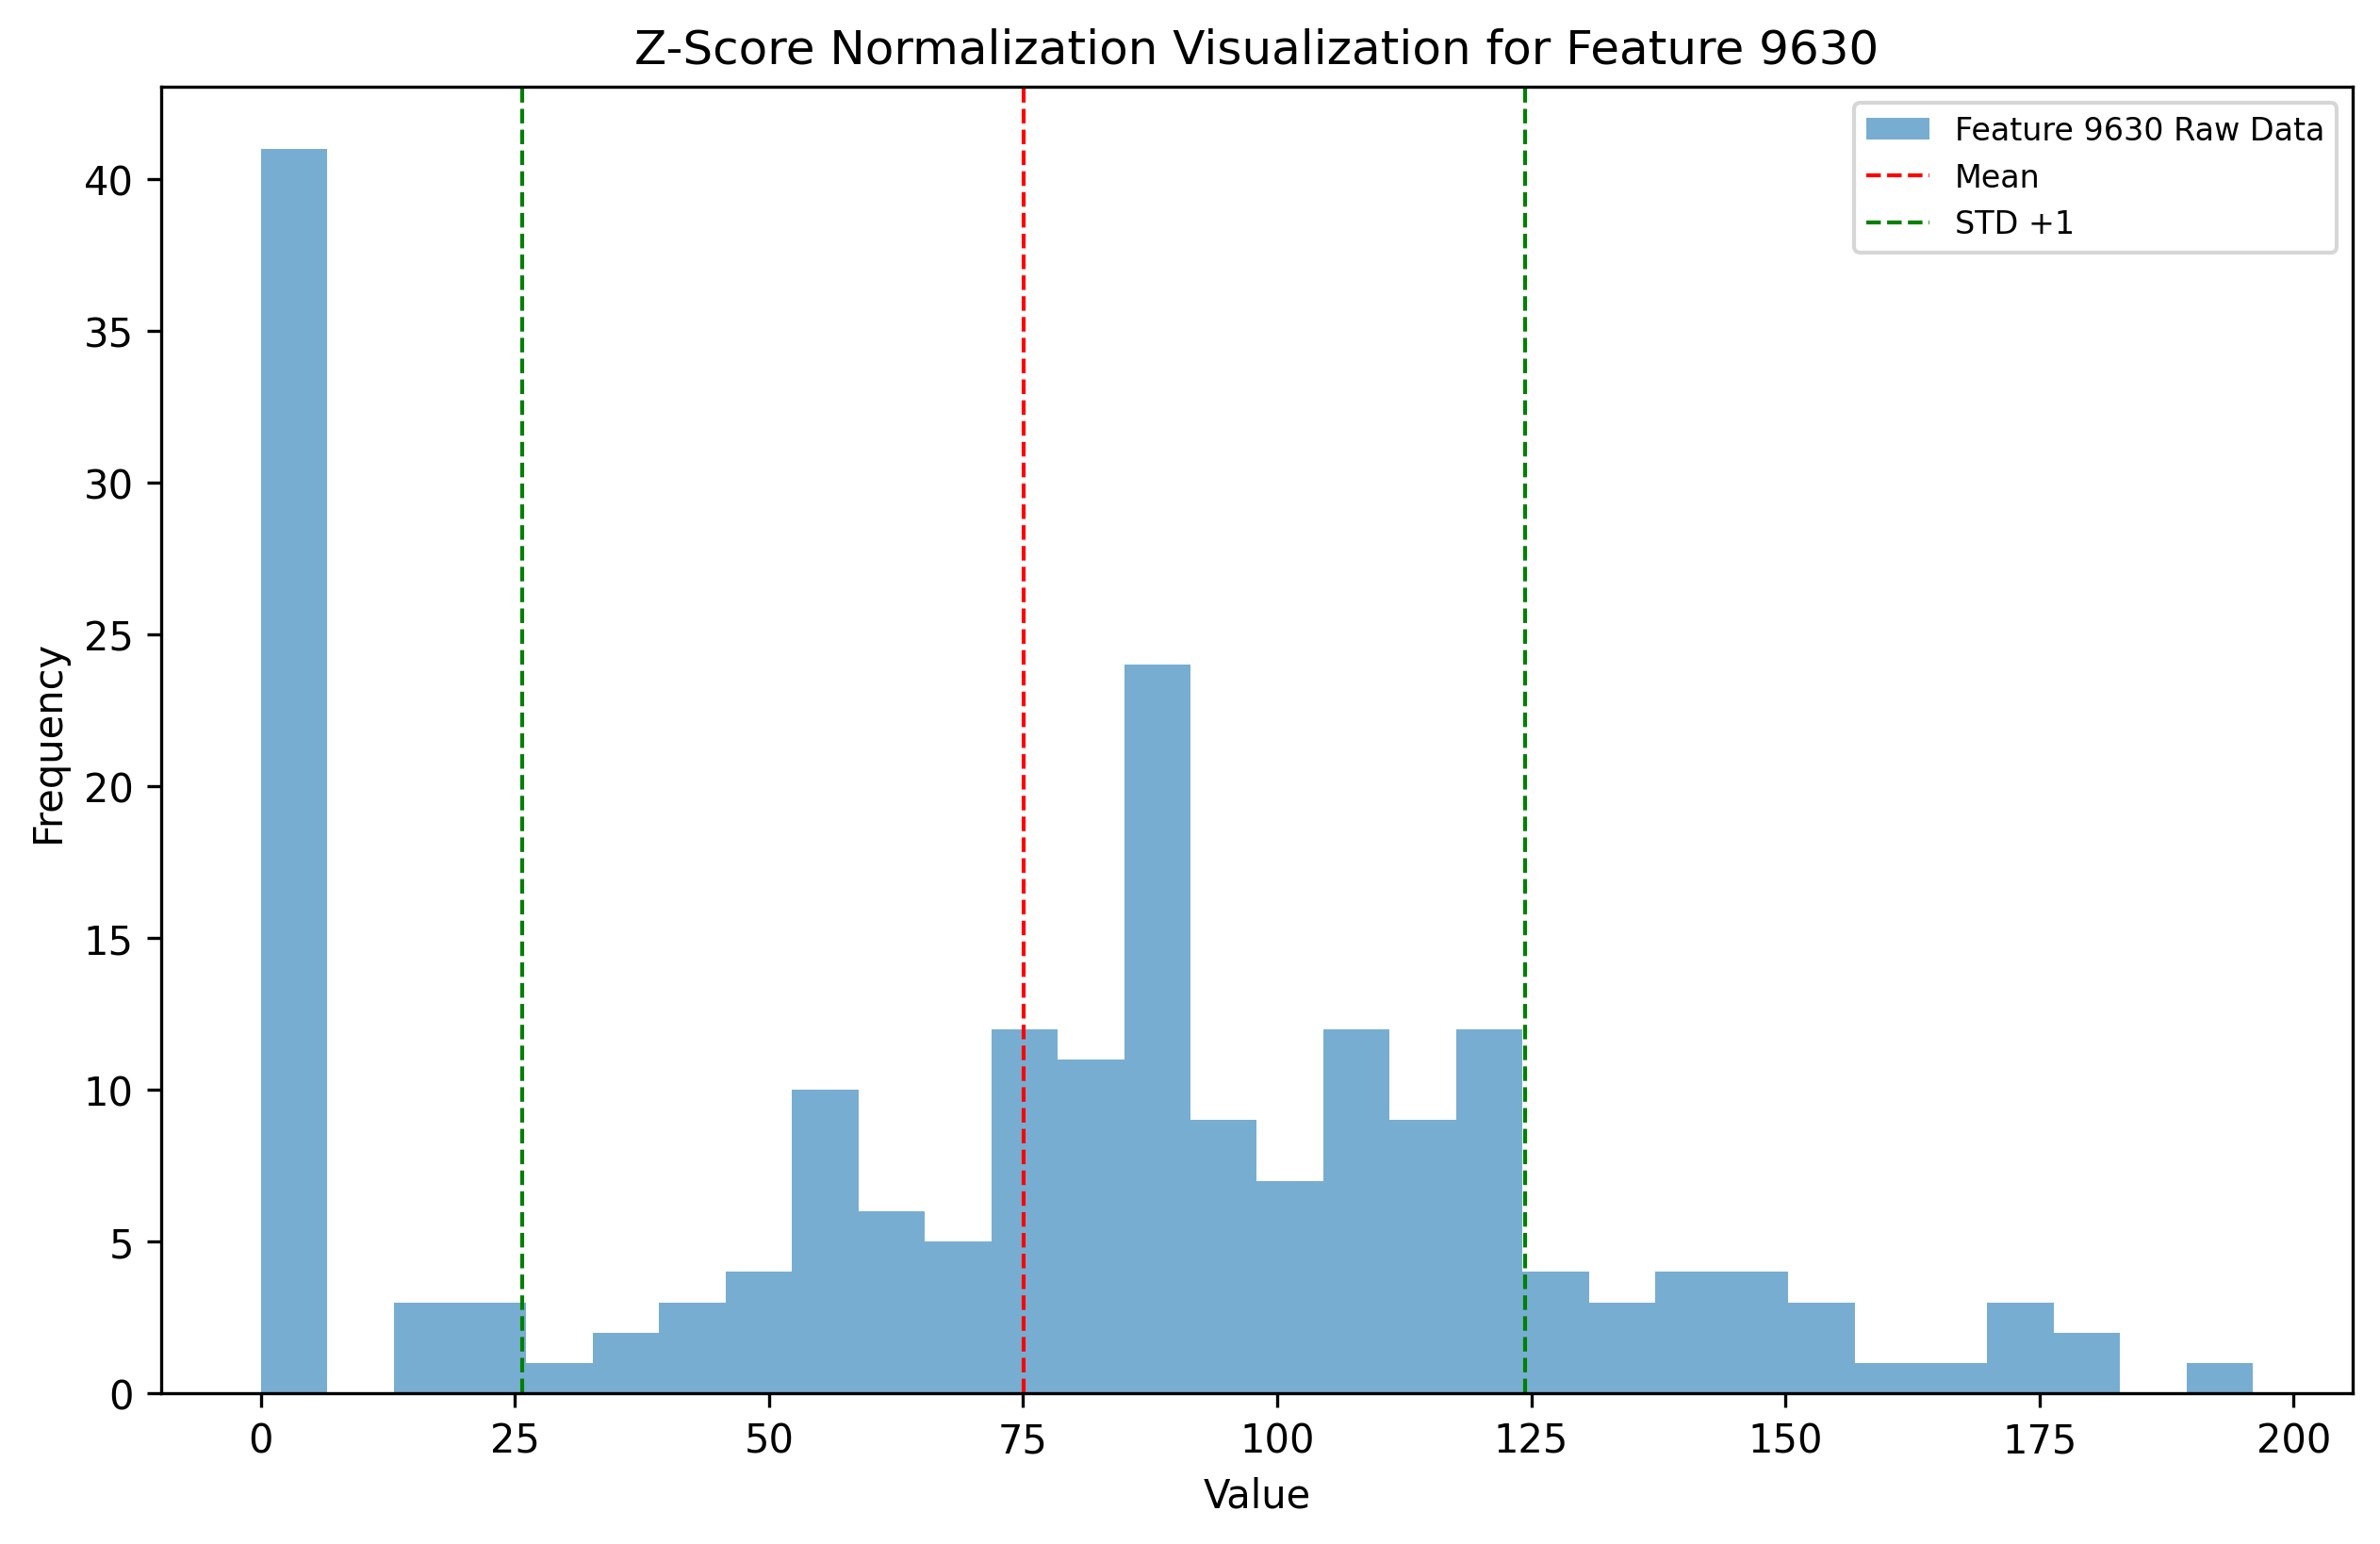 Z-Score Normalization Visualization for Feature 9630
Feature 9630 Raw Data
Mean
STD +1
Frequency
40
35
30
25
20
15
10
5
0
0 25 50 75 100 125 150 175 200
Value